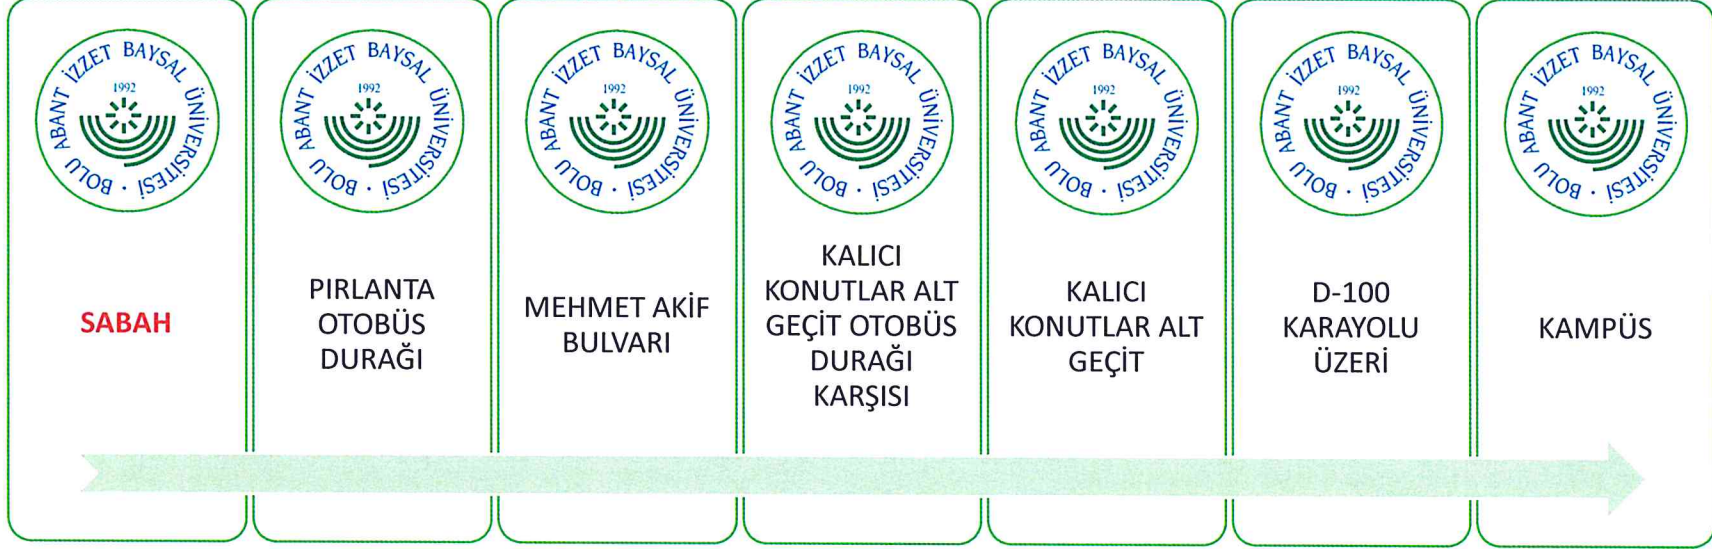 BOLU ABANT İZZET BAYSAL ÜNİVERSİTESİ ·
1992
SABAH
BOLU ABANT İZZET BAYSAL ÜNİVERSİTESİ ·
1992
PIRLANTA
OTOBÜS
DURAĞI
BOLU ABANT İZZET BAYSAL ÜNİVERSİTESİ ·
1992
MEHMET AKİF
BULVARI
BOLU ABANT İZZET BAYSAL ÜNİVERSİTESİ ·
1992
KALICI
KONUTLAR ALT
GEÇİT OTOBÜS
DURAĞI
KARŞISI
BOLU ABANT İZZET BAYSAL ÜNİVERSİTESİ ·
1992
KALICI
KONUTLAR ALT
GEÇİT
BOLU ABANT İZZET BAYSAL ÜNİVERSİTESİ ·
1992
D-100
KARAYOLU
ÜZERİ
BOLU ABANT İZZET BAYSAL ÜNİVERSİTESİ ·
1992
KAMPÜS